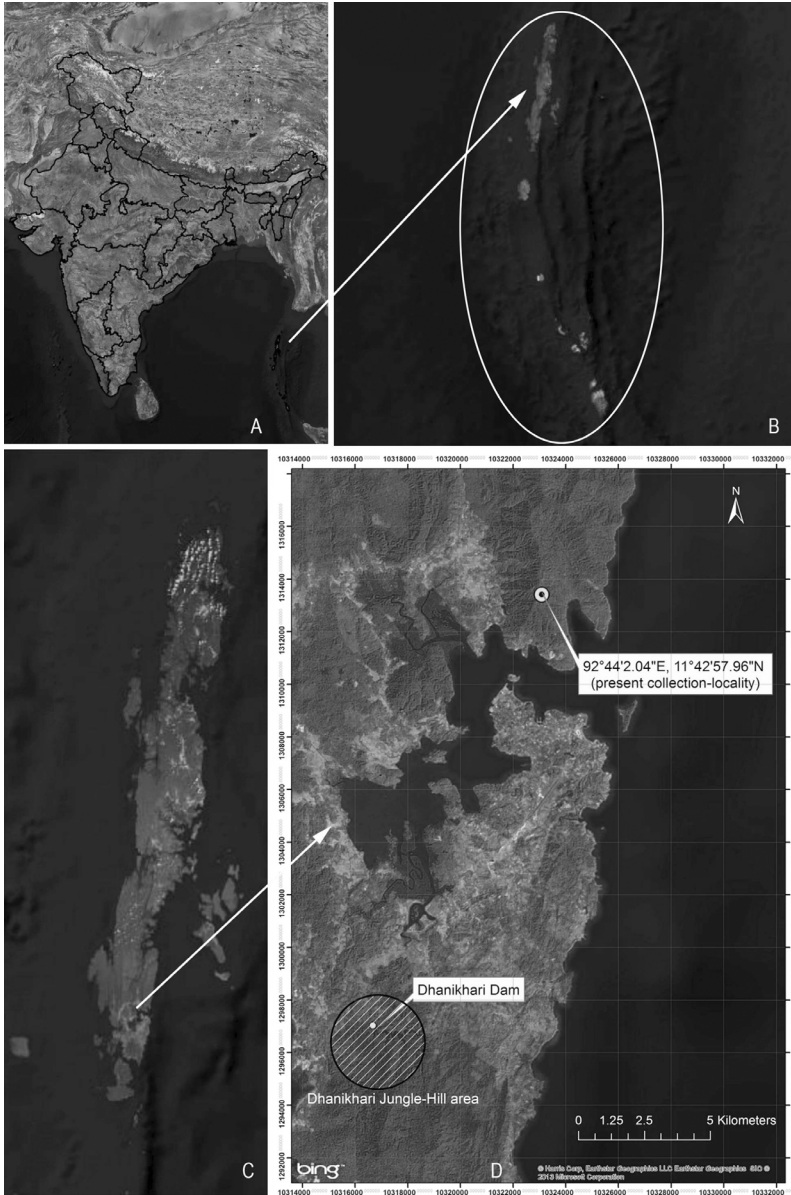 A
B
10314000 10316000 10318000 10320000 10322000 10324000 10326000 10328000 10330000 10332000
N
1316000
1314000
1312000
1310000
1308000
1306000
1304000
1302000
1300000
1298000
1296000
1294000
1292000
92°44'2.04"E, 11°42'57.96"N
(present collection-locality)
Dhanikhari Dam
Dhanikhari Jungle-Hill area
0 1.25 2.5 5 Kilometers
C
bing™
D
© Harris Corp, Earthstar Geographics LLC Earthstar Geographics SIO ©
2013 Microsoft Corporation
10314000 10316000 10318000 10320000 10322000 10324000 10326000 10328000 10330000 10332000